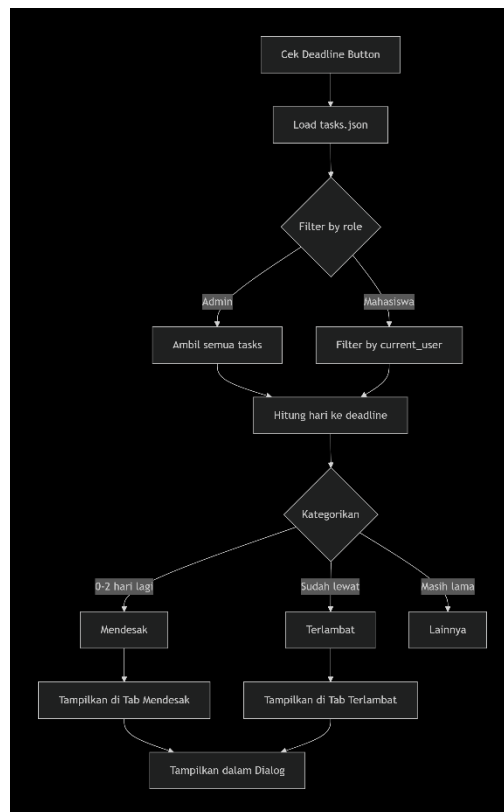 Cek Deadline Button
Load tasks.json
Filter by role
Admin
Mahasiswa
Ambil semua tasks
Filter by current_user
Hitung hari ke deadline
Kategorikan
0-2 hari lagi
Sudah lewat
Masih lama
Mendesak
Terlambat
Lainnya
Tampilkan di Tab Mendesak
Tampilkan di Tab Terlambat
Tampilkan dalam Dialog